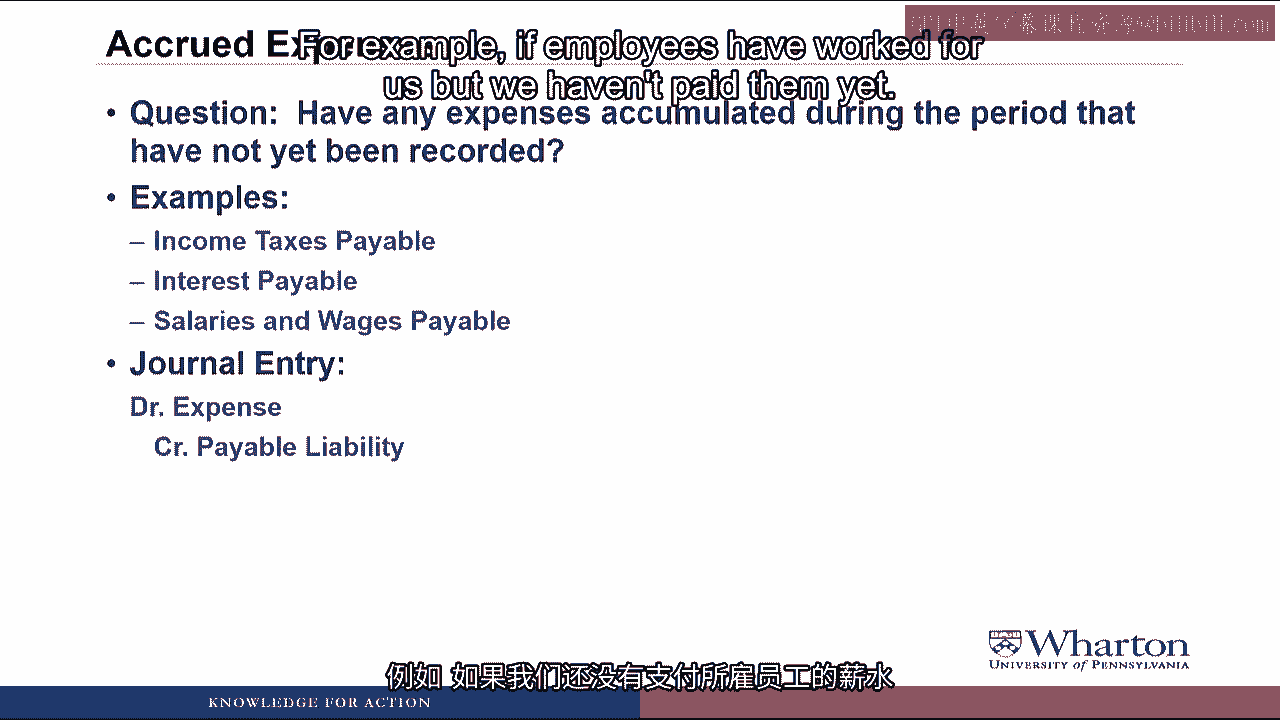 Accrued Ex
For example, if employees have worked for
us but we haven't paid them yet.
• Question: Have any expenses accumulated during the period that
have not yet been recorded?
• Examples:
– Income Taxes Payable
– Interest Payable
– Salaries and Wages Payable
• Journal Entry:
Dr. Expense
Cr. Payable Liability
Wharton
UNIVERSITY of PENNSYLVANIA
例如 如果我们还没有支付所雇员工的薪水
KNOWLEDGE FOR ACTION